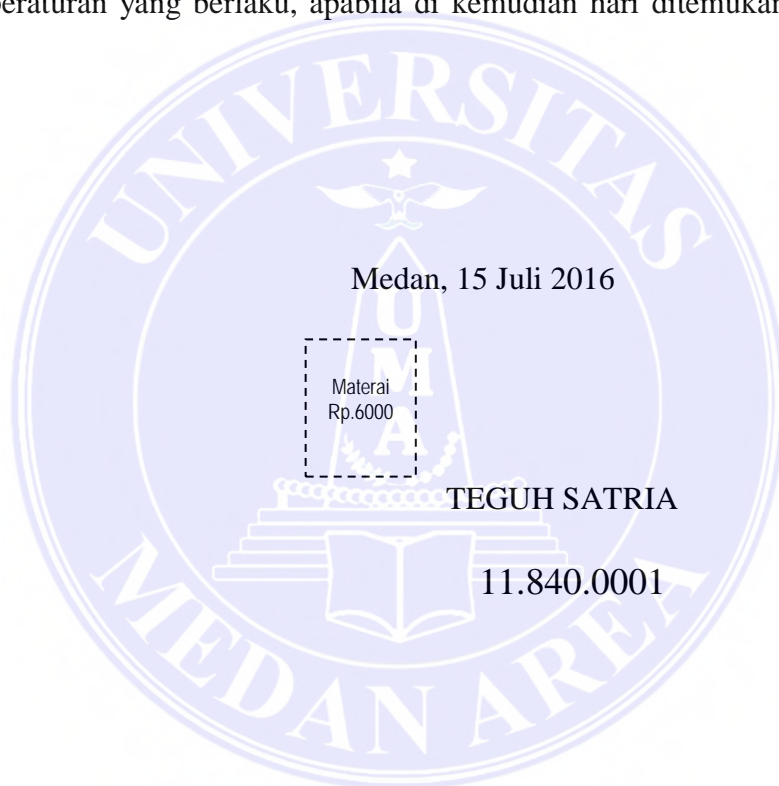 peraturan yang berlaku, apabila di kemudian hari ditemukan
UNIVERSITAS
Medan, 15 Juli 2016
UMA
Materai
Rp.6000
TEGUH SATRIA
11.840.0001
MEDAN AREA